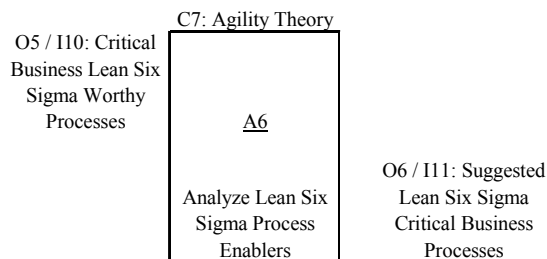 C7: Agility Theory
O5 / I10: Critical
Business Lean Six
Sigma Worthy
Processes
A6
Analyze Lean Six
Sigma Process
Enablers
O6 / I11: Suggested
Lean Six Sigma
Critical Business
Processes